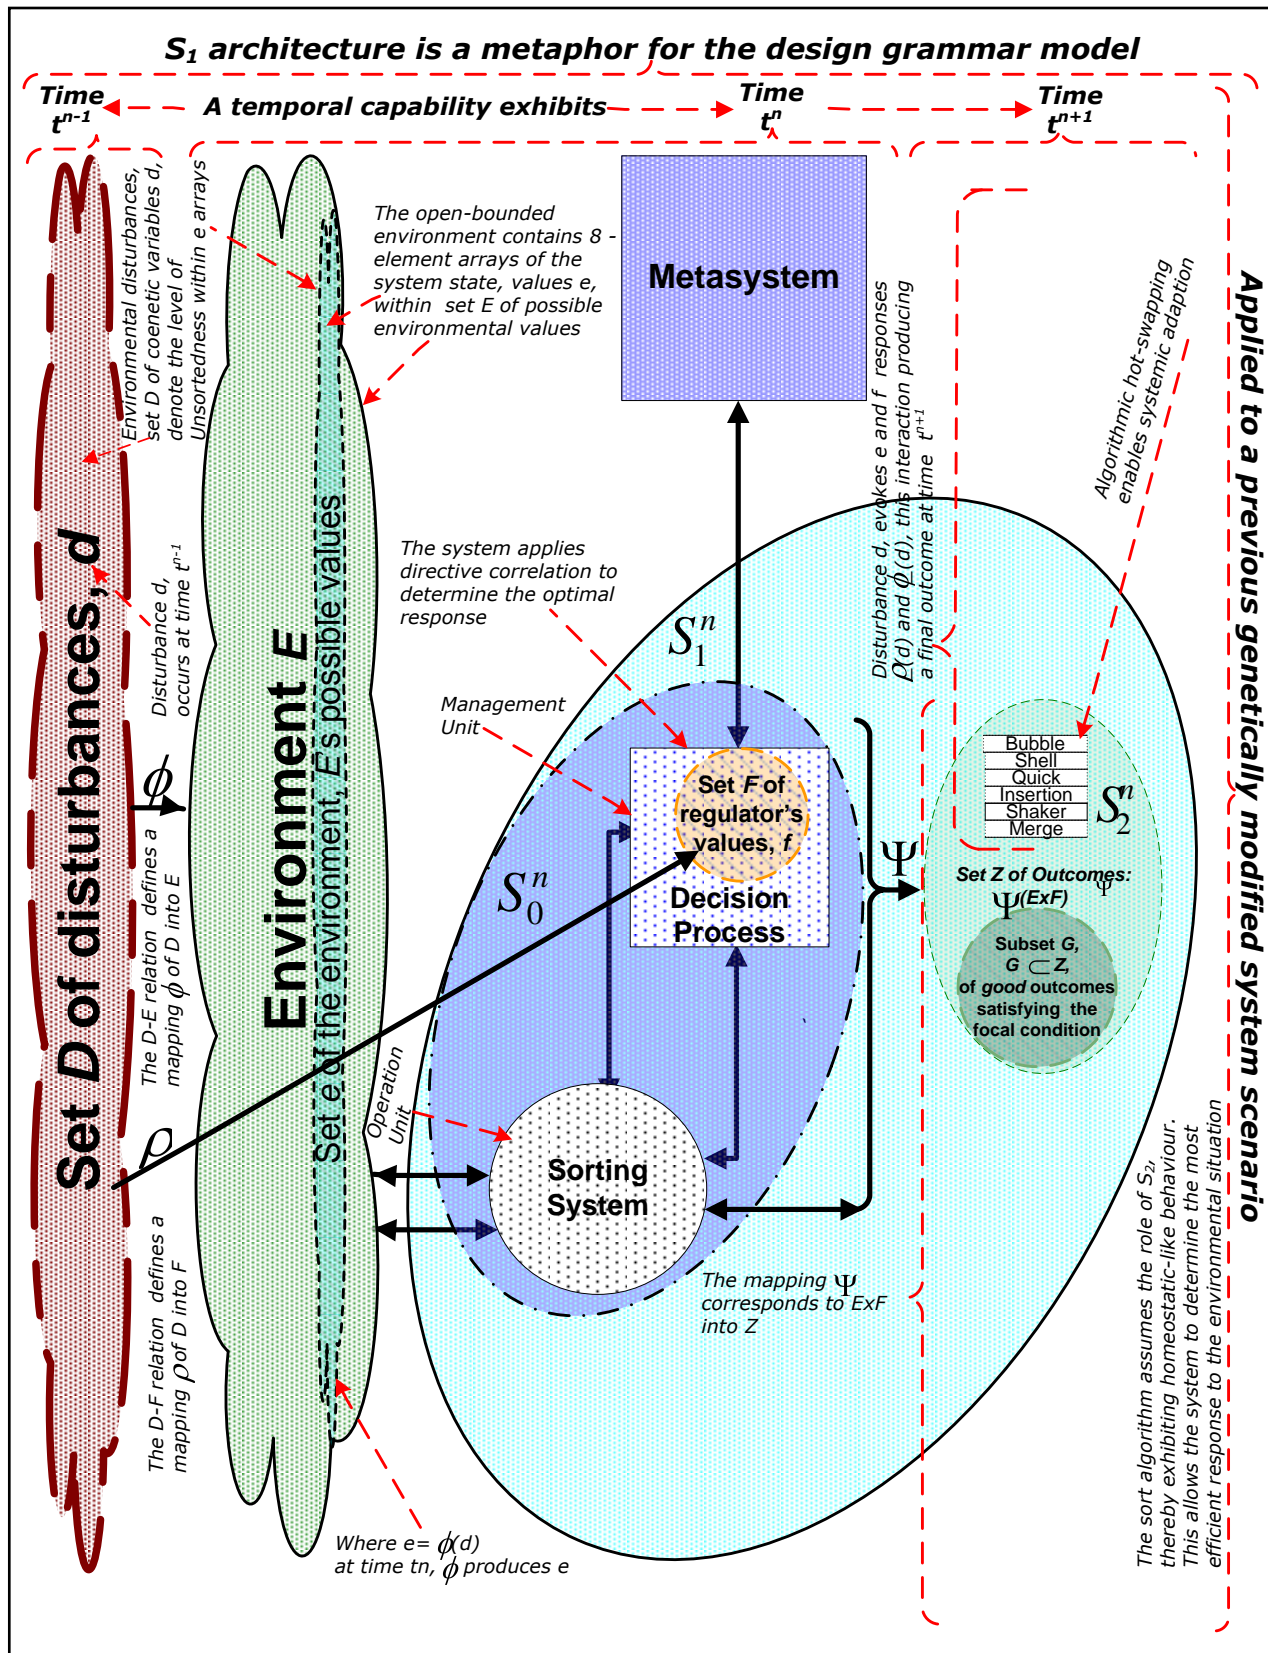 S₁ architecture is a metaphor for the design grammar model
Time
tⁿ⁻¹
A temporal capability exhibits
Time
tⁿ
Time
tⁿ⁺¹
Environmental disturbances,
set D of coenetic variables d,
denote the level of
Unsortedness within e arrays
The open-bounded
environment contains 8 -
element arrays of the
system state, values e,
within set E of possible
environmental values
Metasystem
Disturbance d, evokes e and f responses
ρ(d) and ϕ(d), this interaction producing
a final outcome at time tⁿ⁺¹
Algorithmic hot-swapping
enables systemic adaption
Applied to a previous genetically modified system scenario
Set D of disturbances, d
Disturbance d,
occurs at time tⁿ⁻¹
Environment E
Set e of the environment, E's possible values
The system applies
directive correlation to
determine the optimal
response
S₁ⁿ
Management
Unit
ϕ
Set F of
regulator's
values, f
Decision
Process
Ψ
Bubble
Shell
Quick
Insertion
Shaker
Merge
S₂ⁿ
S₀ⁿ
Set Z of Outcomes:
Ψ(ExF)
Ψ
Subset G,
G ⊂ Z,
of good outcomes
satisfying the
focal condition
The D-E relation defines a
mapping ϕ of D into E
ρ
Operation
Unit
Sorting
System
The D-F relation defines a
mapping ρ of D into F
The mapping Ψ
corresponds to ExF
into Z
The sort algorithm assumes the role of S₂,
thereby exhibiting homeostatic-like behaviour.
This allows the system to determine the most
efficient response to the environmental situation
Where e= ϕ(d)
at time tn, ϕ produces e